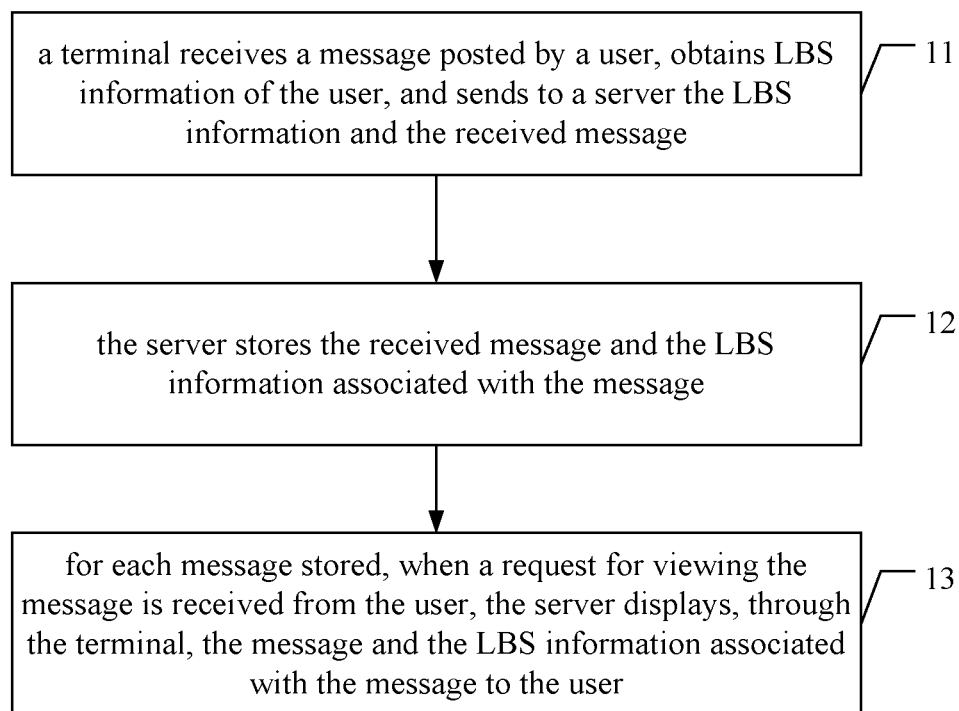 a terminal receives a message posted by a user, obtains LBS
information of the user, and sends to a server the LBS
information and the received message
11
the server stores the received message and the LBS
information associated with the message
12
for each message stored, when a request for viewing the
message is received from the user, the server displays, through
the terminal, the message and the LBS information associated
with the message to the user
13